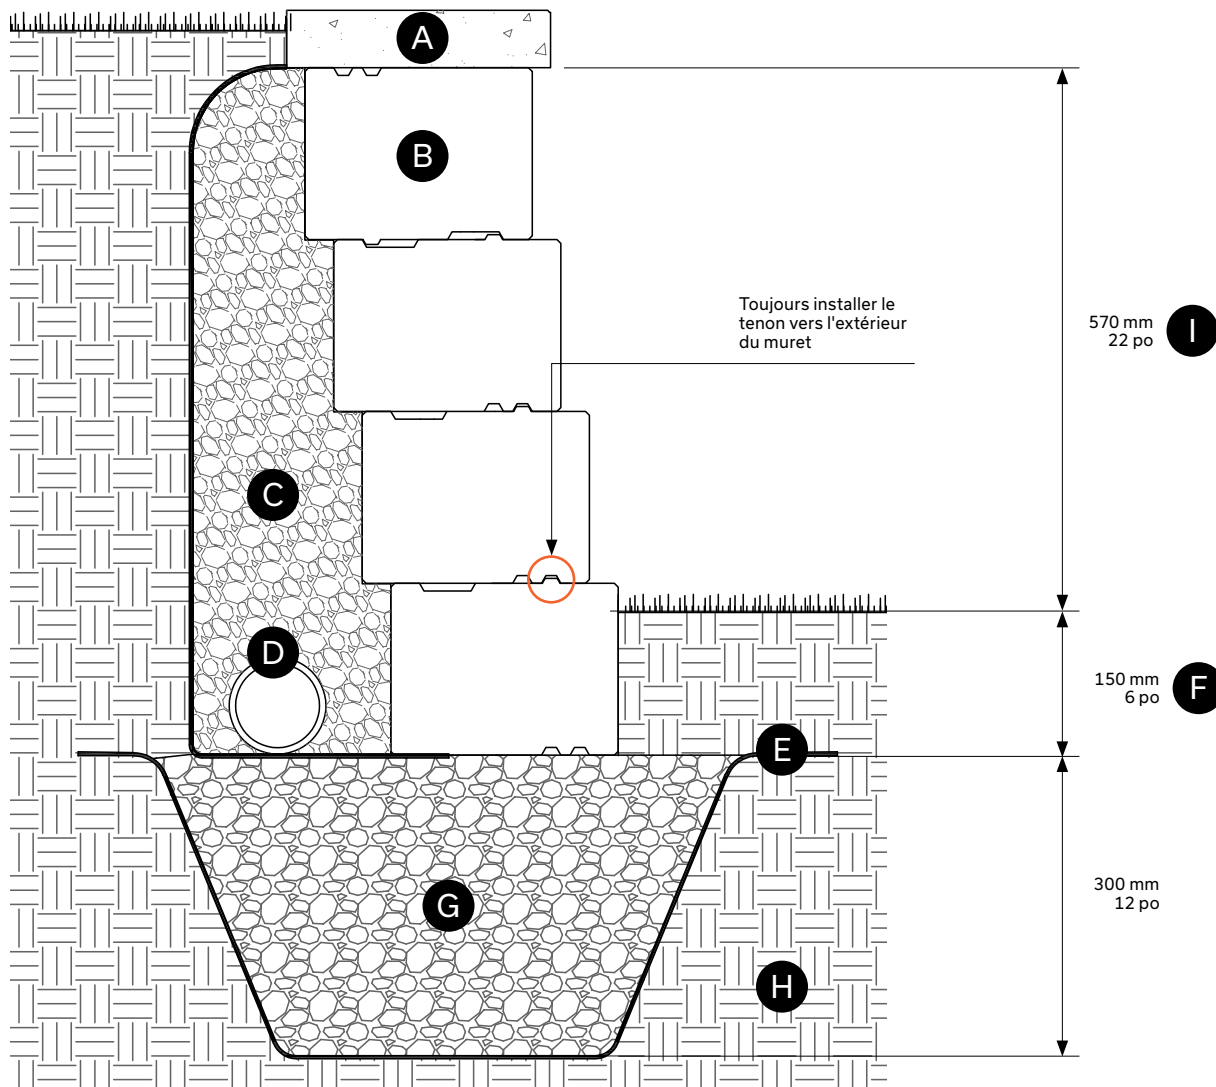 A
B
Toujours installer le
tenon vers l'extérieur
du muret
570 mm
22 po
I
C
D
150 mm
6 po
F
E
G
300 mm
12 po
H